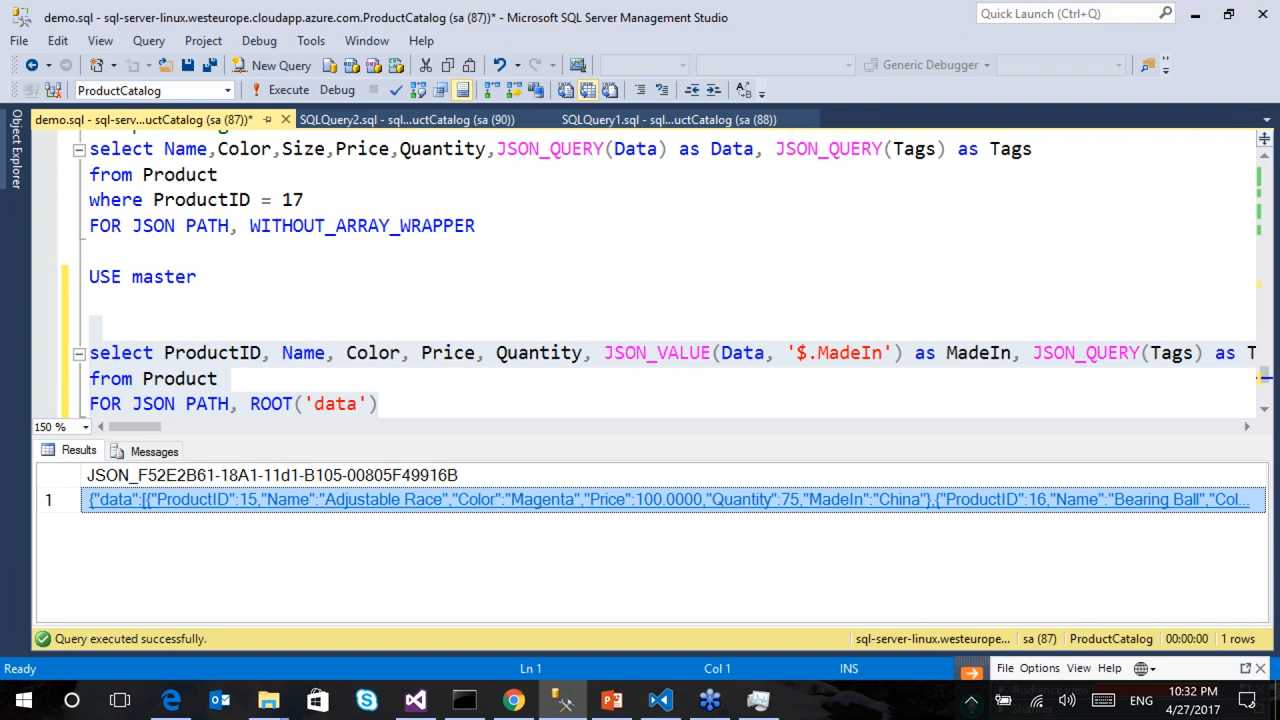 demo.sql - sql-server-linux.westeurope.cloudapp.azure.com.ProductCatalog (sa (87))* - Microsoft SQL Server Management Studio
Quick Launch (Ctrl+Q)
File Edit View Query Project Debug Tools Window Help
New Query
Generic Debugger
ProductCatalog
! Execute Debug
demo.sql - sql-serv...uctCatalog (sa (87))*
SQLQuery2.sql - sql...uctCatalog (sa (90))
SQLQuery1.sql - sql...uctCatalog (sa (88))
Object Explorer
select Name,Color,Size,Price,Quantity,JSON_QUERY(Data) as Data, JSON_QUERY(Tags) as Tags
from Product
where ProductID = 17
FOR JSON PATH, WITHOUT_ARRAY_WRAPPER
USE master
select ProductID, Name, Color, Price, Quantity, JSON_VALUE(Data, '$.MadeIn') as MadeIn, JSON_QUERY(Tags) as T
from Product
FOR JSON PATH, ROOT('data')
150 %
Results Messages
JSON_F52E2B61-18A1-11d1-B105-00805F49916B
1 {"data":[{"ProductID":15,"Name":"Adjustable Race","Color":"Magenta","Price":100.0000,"Quantity":75,"MadeIn":"China"},{"ProductID":16,"Name":"Bearing Ball","Col...
Query executed successfully.
sql-server-linux.westeurope... sa (87) ProductCatalog 00:00:00 1 rows
Ready Ln 1 Col 1 INS
File Options View Help
10:32 PM
ENG
4/27/2017